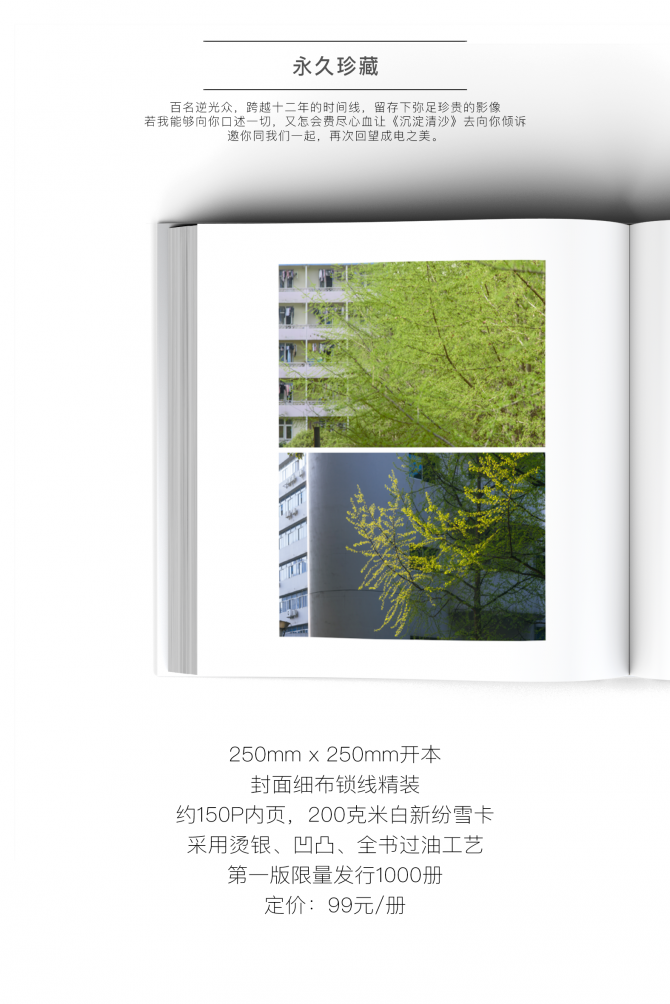 永久珍藏
百名逆光众，跨越十二年的时间线，留存下弥足珍贵的影像
若我能够向你口述一切，又怎会费尽心血让《沉淀清沙》去向你倾诉
邀你同我们一起，再次回望成电之美。
250mm x 250mm开本
封面细布锁线精装
约150P内页，200克米白新纷雪卡
采用烫银、凹凸、全书过油工艺
第一版限量发行1000册
定价：99元/册